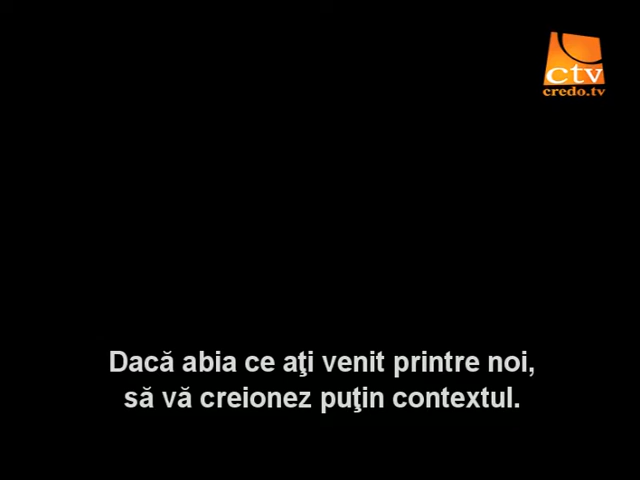 ctv
credo.tv
Dacă abia ce aţi venit printre noi,
să vă creionez puţin contextul.